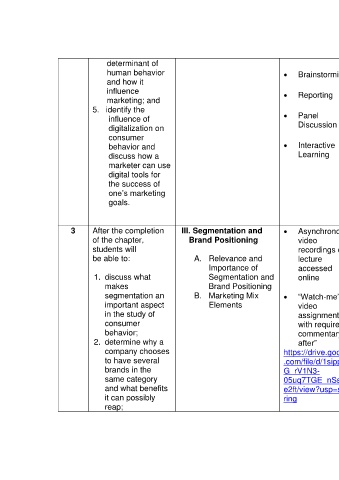 determinant of
human behavior
and how it
influence
marketing; and
5. identify the
influence of
digitalization on
consumer
behavior and
discuss how a
marketer can use
digital tools for
the success of
one's marketing
goals.
• Brainstormi
• Reporting
• Panel
Discussion
• Interactive
Learning
3
After the completion
of the chapter,
students will
be able to:
1. discuss what
makes
segmentation an
important aspect
in the study of
consumer
behavior;
2. determine why a
company chooses
to have several
brands in the
same category
and what benefits
it can possibly
reap;
III. Segmentation and
Brand Positioning
A. Relevance and
Importance of
Segmentation and
Brand Positioning
B. Marketing Mix
Elements
• Asynchrono
video
recordings o
lecture
accessed
online
• "Watch-me"
video
assignment
with require
commentar
after"
https://drive.goo
.com/file/d/1sip
G_rV1N3-
05ug7TGE_nSa
e2ft/view?usp=s
ring